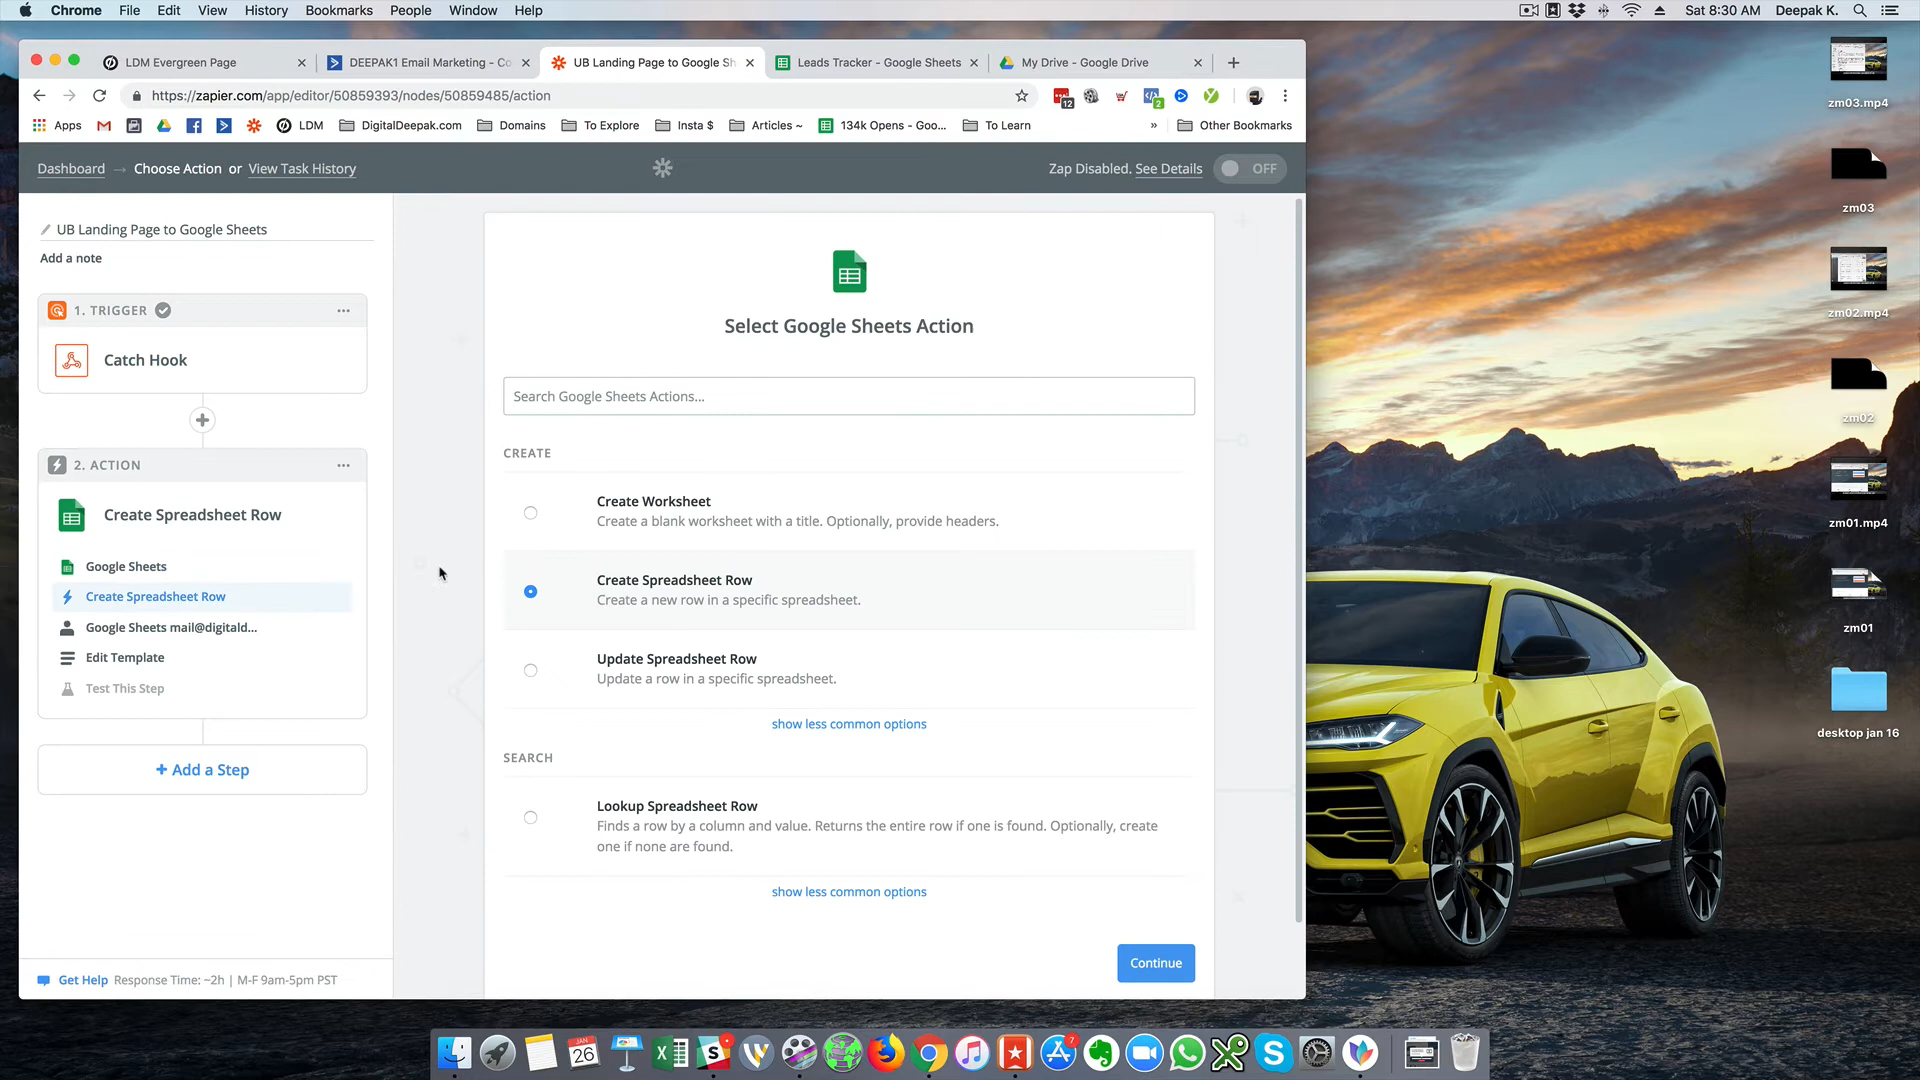 Chrome File Edit View History Bookmarks People Window Help
Sat 8:30 AM Deepak K.
LDM Evergreen Page
DEEPAK1 Email Marketing - Co
UB Landing Page to Google Sh
Leads Tracker - Google Sheets
My Drive - Google Drive
https://zapier.com/app/editor/50859393/nodes/50859485/action
12
2
Apps
LDM
DigitalDeepak.com
Domains
To Explore
Insta $
Articles ~
134k Opens - Goo...
To Learn
»
Other Bookmarks
Dashboard → Choose Action or View Task History
Zap Disabled. See Details
OFF
UB Landing Page to Google Sheets
Add a note
1. TRIGGER
Catch Hook
2. ACTION
Create Spreadsheet Row
Google Sheets
Create Spreadsheet Row
Google Sheets mail@digitald...
Edit Template
Test This Step
+ Add a Step
Get Help Response Time: ~2h | M-F 9am-5pm PST
Select Google Sheets Action
Search Google Sheets Actions...
CREATE
Create Worksheet
Create a blank worksheet with a title. Optionally, provide headers.
Create Spreadsheet Row
Create a new row in a specific spreadsheet.
Update Spreadsheet Row
Update a row in a specific spreadsheet.
show less common options
SEARCH
Lookup Spreadsheet Row
Finds a row by a column and value. Returns the entire row if one is found. Optionally, create
one if none are found.
show less common options
Continue
zm03.mp4
zm03
zm02.mp4
zm02
zm01.mp4
zm01
desktop jan 16
JAN
26
7